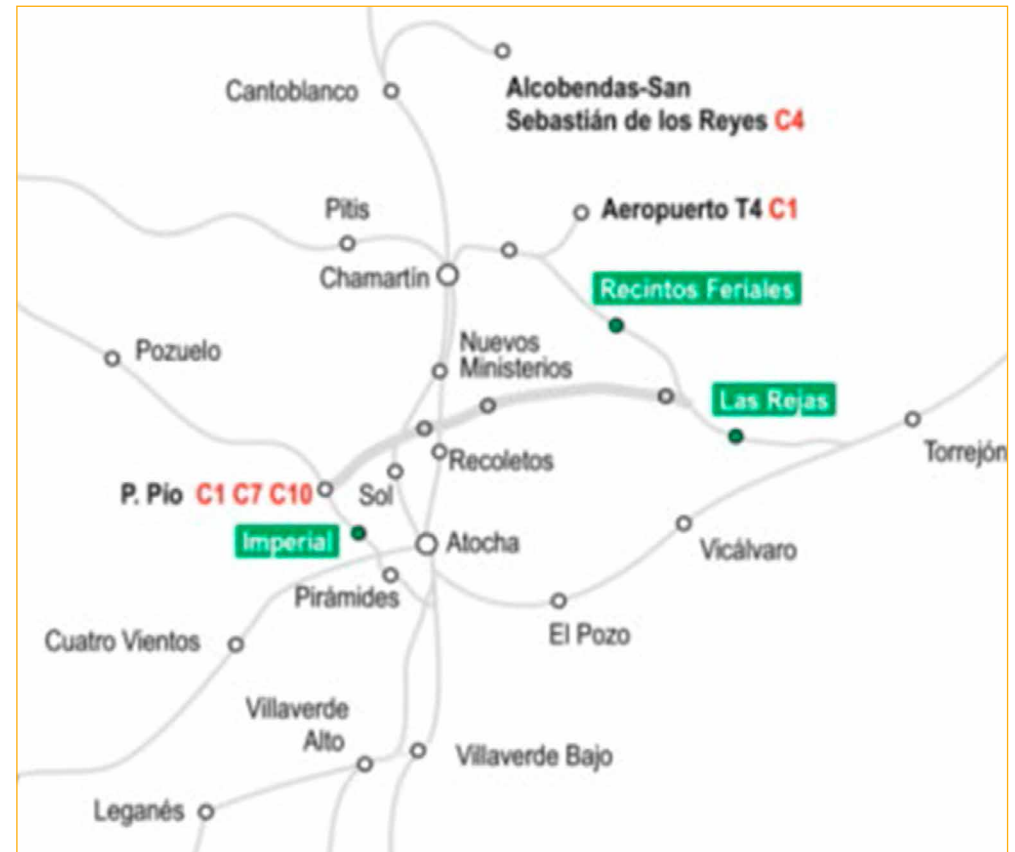 Cantoblanco
Alcobendas-San
Sebastián de los Reyes C4
Pitis
Aeropuerto T4 C1
Chamartín
Recintos Feriales
Nuevos
Ministerios
Pozuelo
Las Rejas
Torrejón
Recoletos
P. Pío C1 C7 C10
Sol
Imperial
Atocha
Vicálvaro
Pirámides
El Pozo
Cuatro Vientos
Villaverde
Alto
Villaverde Bajo
Leganés